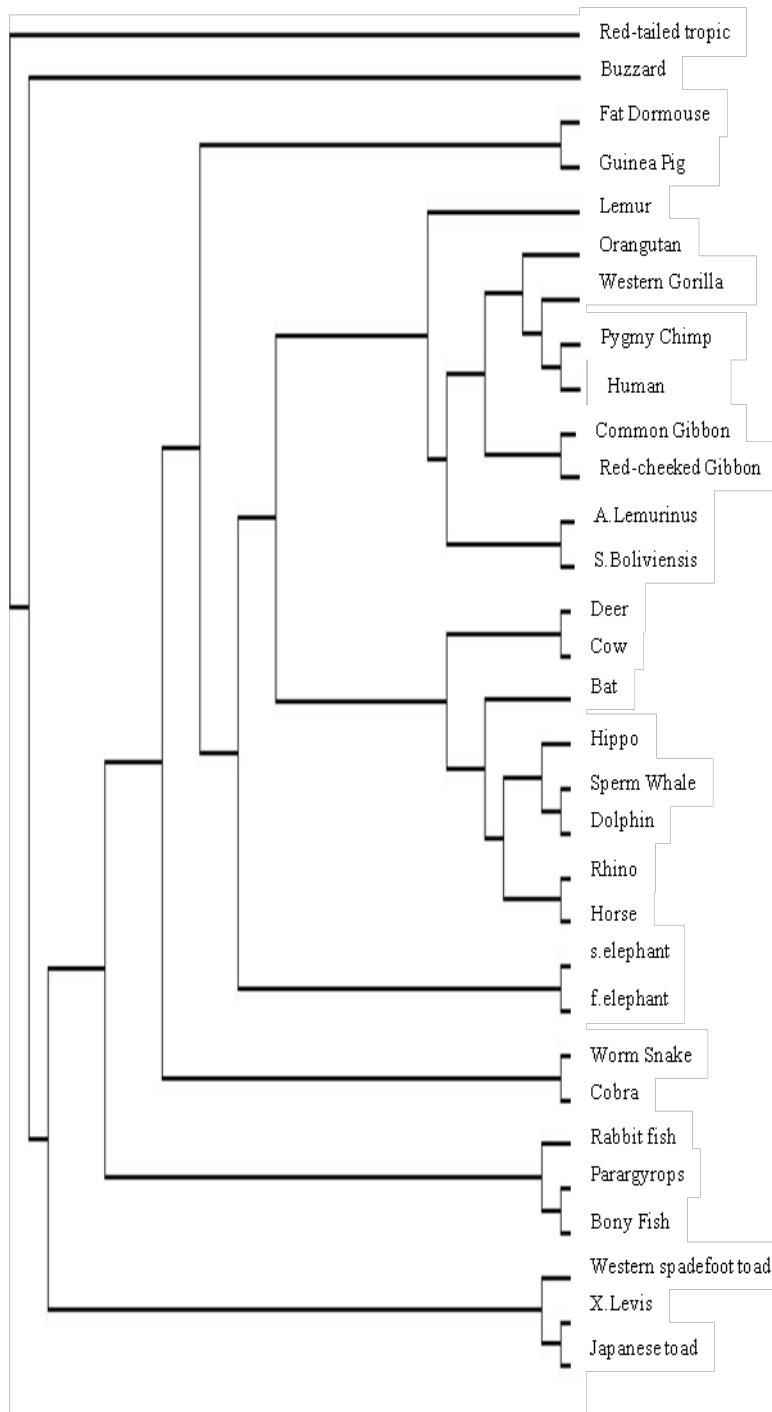 Red-tailed tropic
Buzzard
Fat Dormouse
Guinea Pig
Lemur
Orangutan
Western Gorilla
Pygmy Chimp
Human
Common Gibbon
Red-cheeked Gibbon
A.Lemurinus
S.Boliviensis
Deer
Cow
Bat
Hippo
Sperm Whale
Dolphin
Rhino
Horse
s.elephant
f.elephant
Worm Snake
Cobra
Rabbit fish
Parargyrops
Bony Fish
Western spadefoot toad
X.Levis
Japanese toad